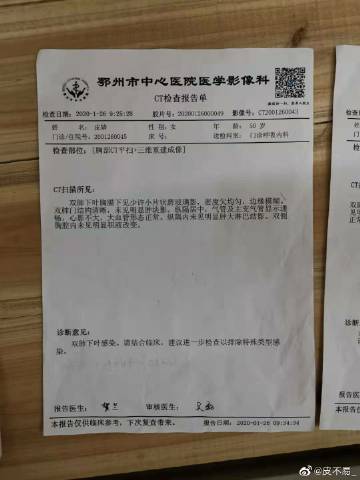 鄂州市中心医院医学影像科
CT检查报告单
检查日期：2020-1-26 9:25:28 胶片号：20200126000049 影像号：CT2001260043
姓 名： 性 别：女 年 龄：50 岁
门诊/住院号：2001260045 送检科室：门诊呼吸内科
检查部位：[胸部CT平扫+三维重建成像]
CT扫描所见：
双肺下叶胸膜下见少许小片状磨玻璃影，密度欠均匀，边缘模糊，
双肺门结构清晰，未见明显肿块影，纵隔居中，气管及主支气管显示通
畅，心影不大，大血管形态正常，纵隔内未见明显肿大淋巴结影，双侧
胸腔内未见明显积液改变。
诊断意见：
双肺下叶感染，请结合临床，建议进一步检查以排除特殊类型感
染。
报告医生： 审核医生：
本报告仅供临床参考，下次复查带来。 报告日期：2020-01-26 09:34:34
@皮不易_